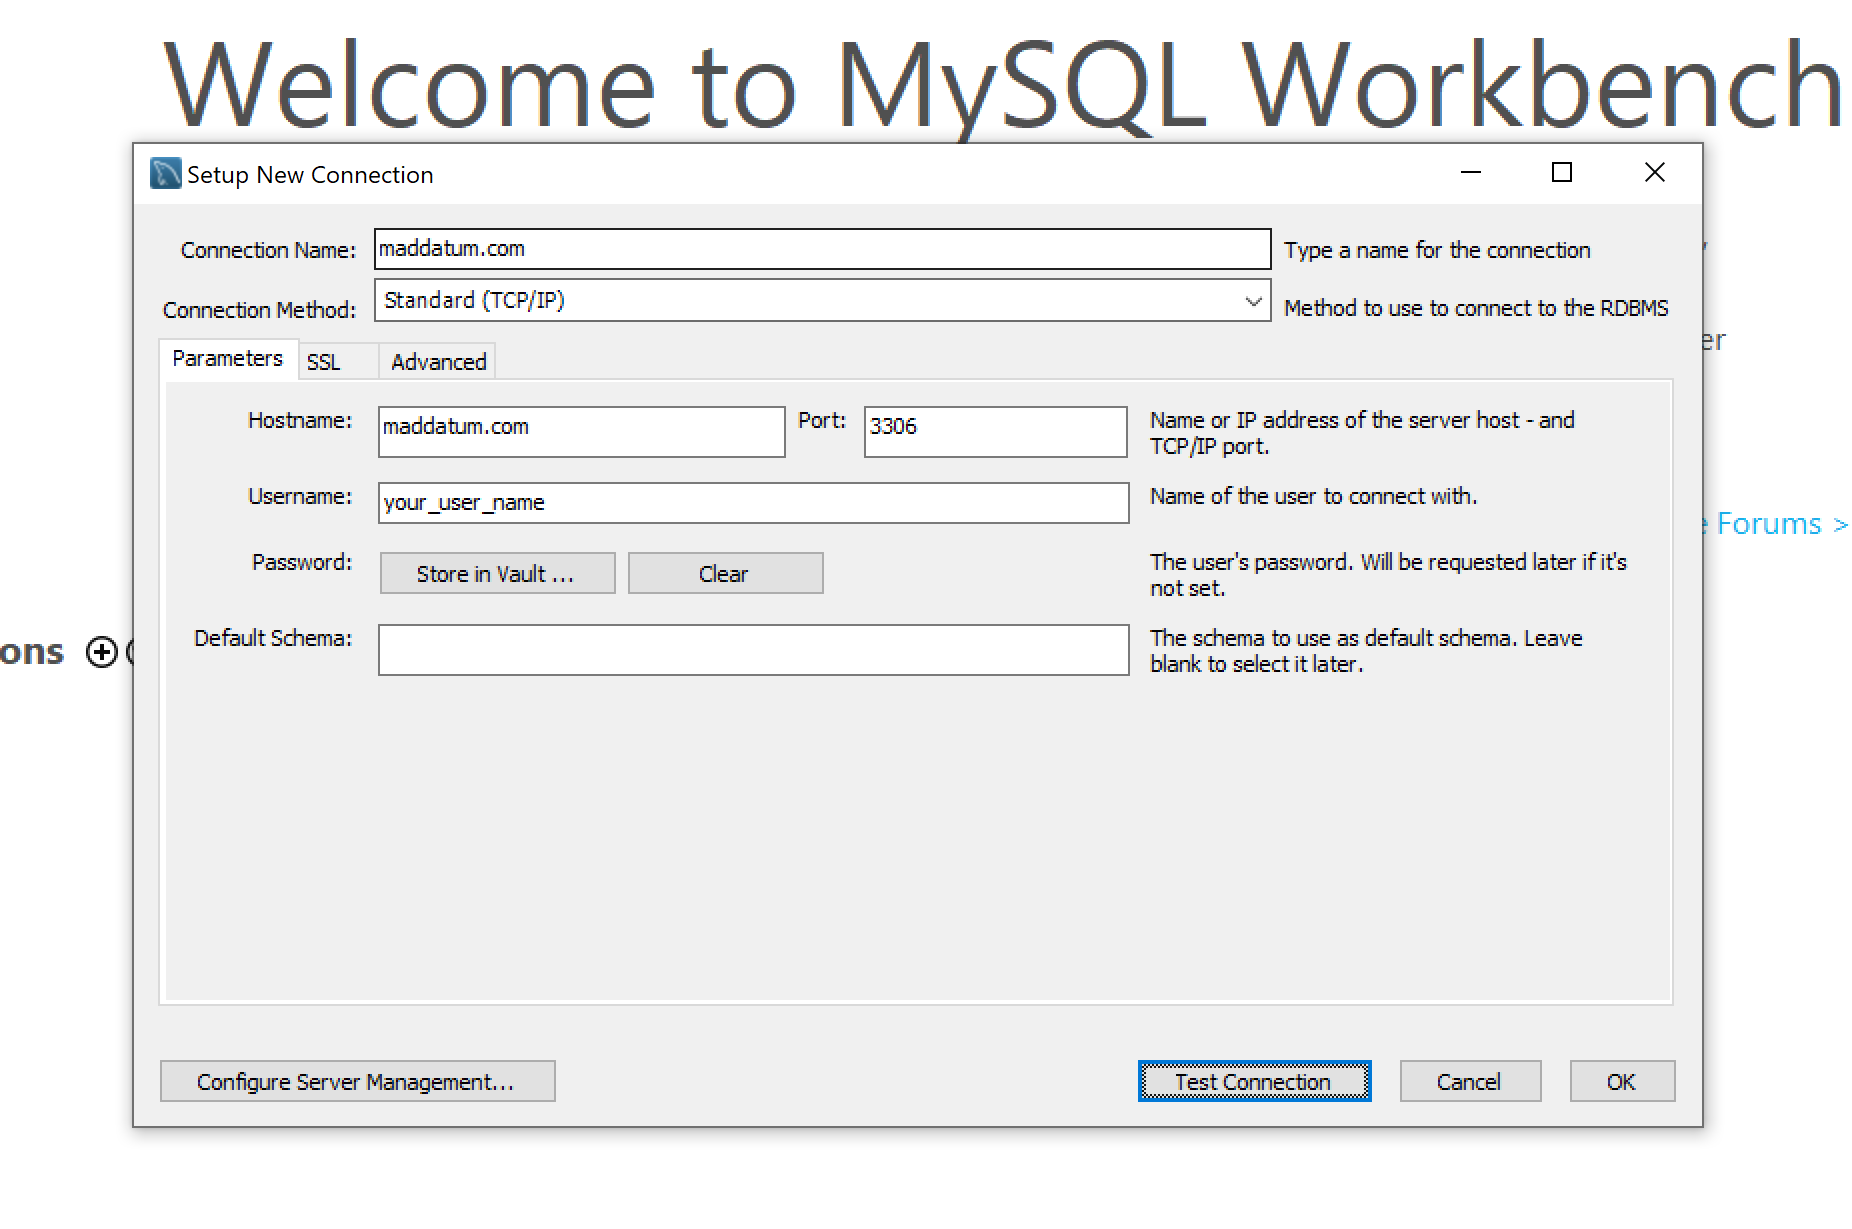 Welcome to MySQL Workbench
Setup New Connection
Connection Name: maddatum.com Type a name for the connection
Connection Method: Standard (TCP/IP) Method to use to connect to the RDBMS
er
Parameters SSL Advanced
Hostname: maddatum.com Port: 3306 Name or IP address of the server host - and
TCP/IP port.
Username: your_user_name Name of the user to connect with.
e Forums >
Password: Store in Vault ... Clear The user's password. Will be requested later if it's
not set.
ons
Default Schema: The schema to use as default schema. Leave
blank to select it later.
Configure Server Management... Test Connection Cancel OK